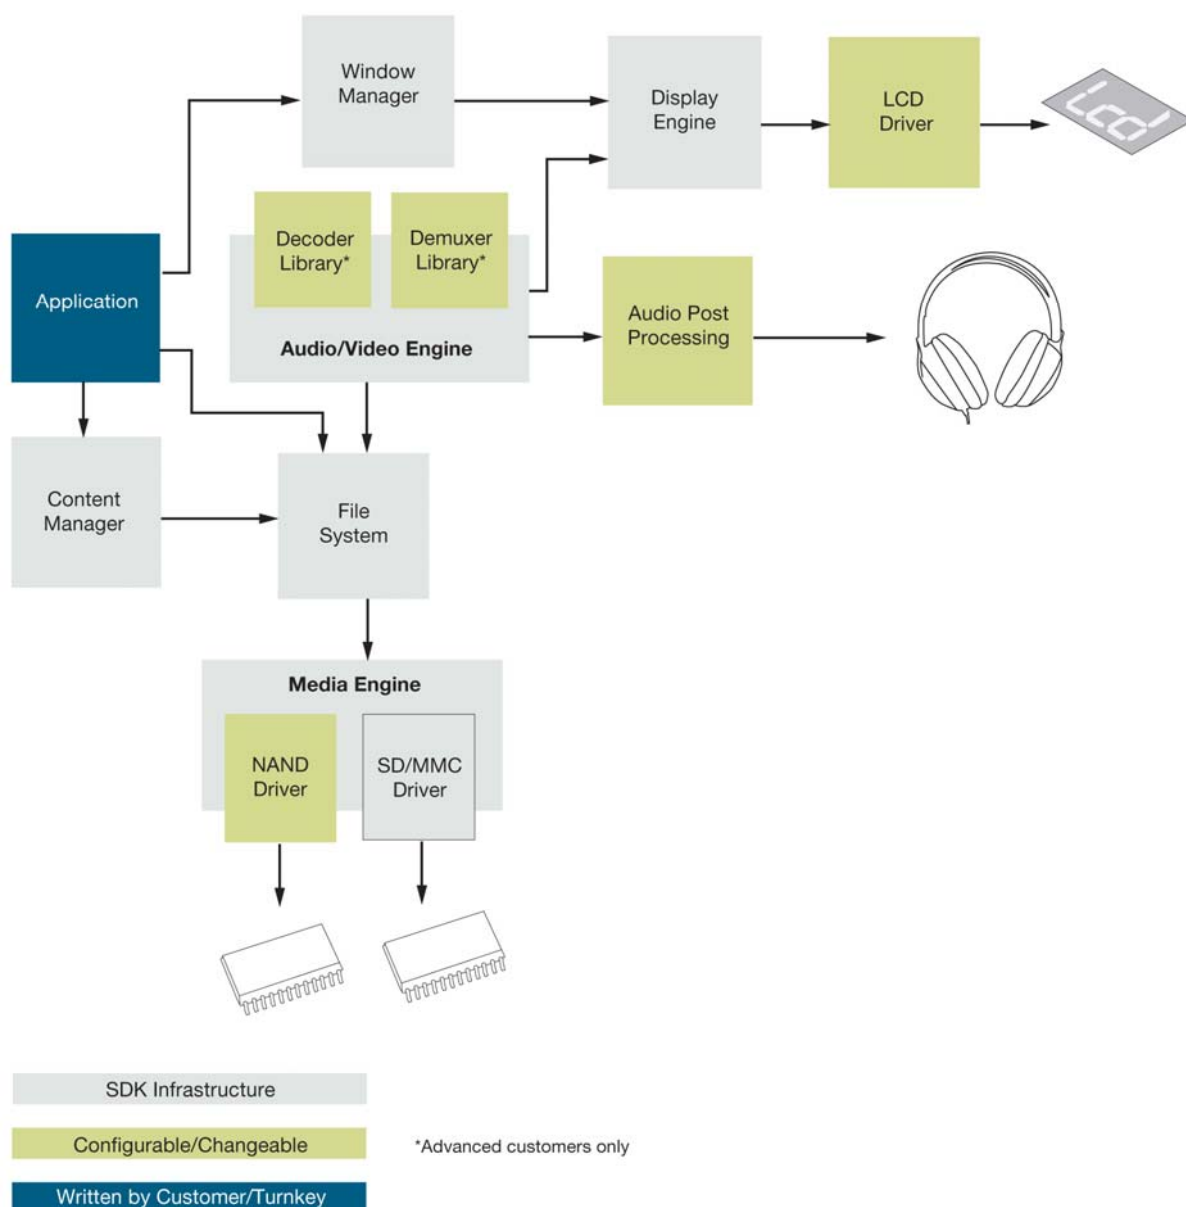 Window
Manager
Display
Engine
LCD
Driver
lcd
Decoder
Library*
Demuxer
Library*
Application
Audio/Video Engine
Audio Post
Processing
Content
Manager
File
System
Media Engine
NAND
Driver
SD/MMC
Driver
SDK Infrastructure
Configurable/Changeable
*Advanced customers only
Written by Customer/Turnkey